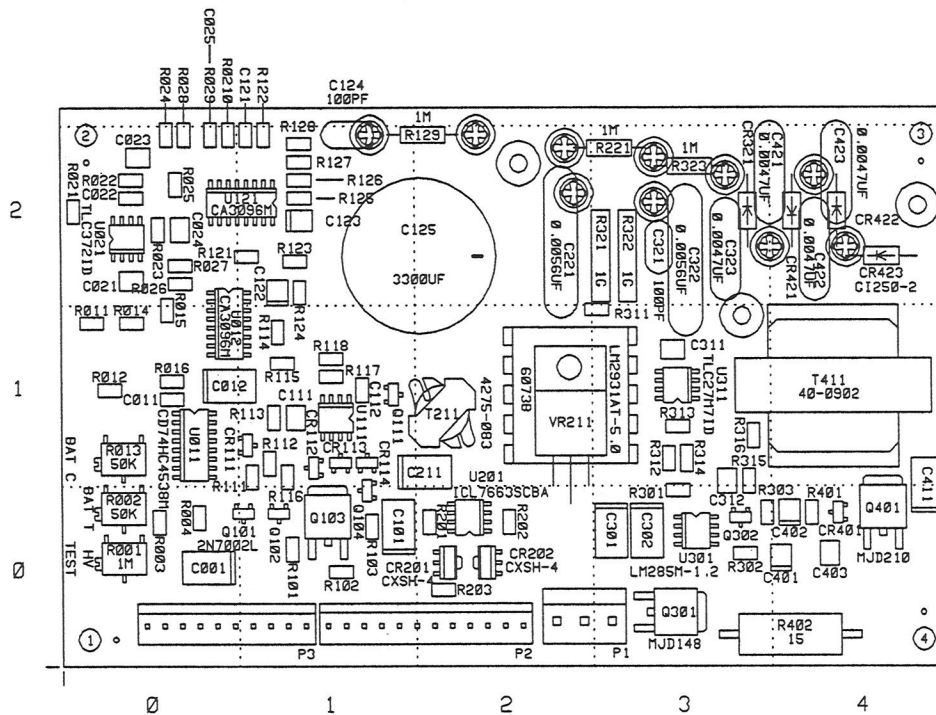 C025
R024
R028
R029
R0210
C121
R122
C124
100PF
R128
1M
R129
1M
R221
1M
R323
CR321
C421
0.0047UF
C423
0.0047UF
2
3
C023
R127
R126
R125
R022
C022
R025
U121
CA3096M
C123
R021
TLC372ID
U021
C024
R023
R121
R123
C125
3300UF
C221
0.0056UF
R321
1G
R322
1G
C321
100PF
C322
0.0056UF
C323
0.0047UF
CR421
C422
0.0047UF
CR422
CR423
GI250-2
2
R027
C021
R026
C122
R124
R011
R014
R015
U012
CA3096M
R114
R115
R118
R117
R311
C311
U311
TLC27M7ID
T411
40-0902
1
R012
R016
C011
C012
R113
C111
CR112
U111
C112
Q111
T211
4275-083
6073B
VR211
LM2931AT-5.0
R313
R316
BAT C
R013
50K
CD74HC4538M
U011
CR111
R112
R111
CR113
CR114
C211
U201
ICL7663SCBA
R312
R314
R315
R301
C312
R303
R401
Q401
C411
BAT T
R002
50K
R004
R116
Q101
2N7002L
Q102
Q103
Q104
C101
R201
R202
C301
C302
Q302
C402
CR401
MJD210
HV
TEST
R001
1M
R003
C001
R101
R102
R103
CR201
CXSH-4
CR202
CXSH-4
R203
U301
LM285M-1.2
R302
C401
C403
0
1
P3
P2
P1
Q301
MJD148
R402
15
4
0
1
2
3
4